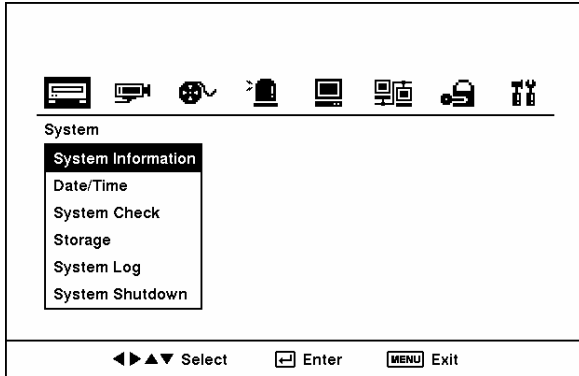 System
System Information
Date/Time
System Check
Storage
System Log
System Shutdown
◀▶▲▼ Select ↵ Enter MENU Exit